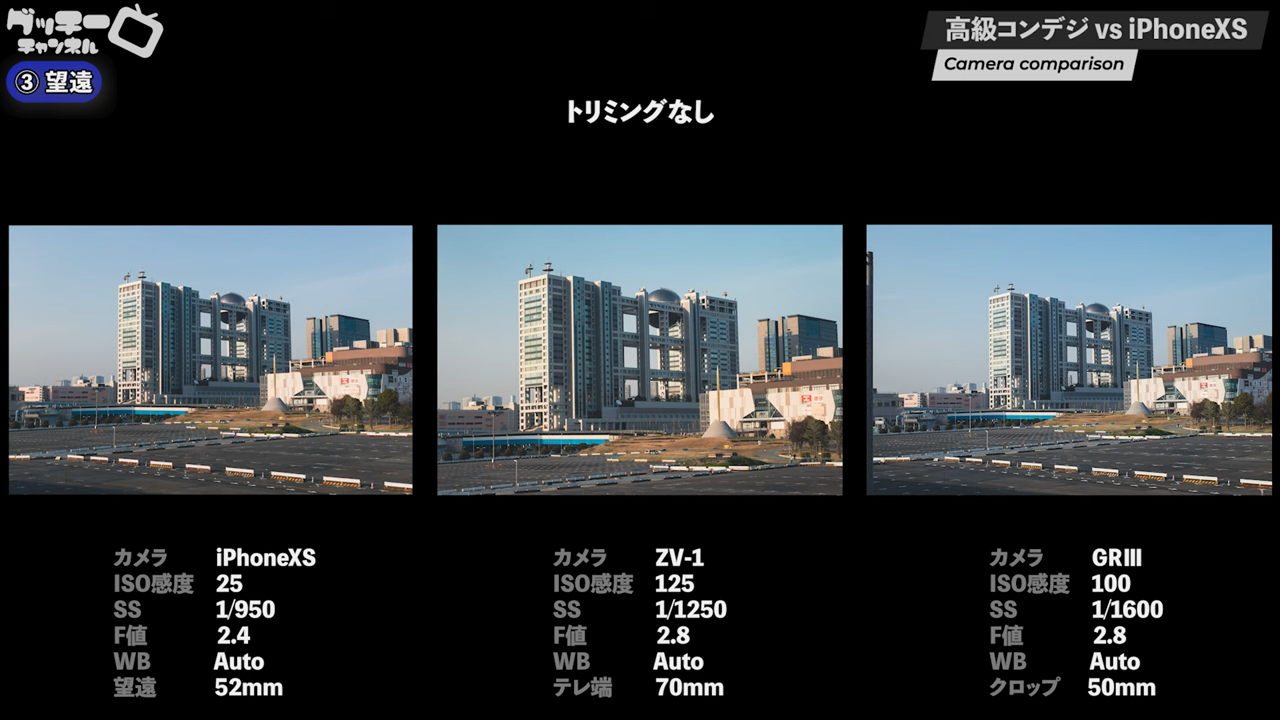 グッチー
チャンネル
③ 望遠
高級コンデジ vs iPhoneXS
Camera comparison
トリミングなし
カメラ iPhoneXS
ISO感度 25
SS 1/950
F値 2.4
WB Auto
望遠 52mm
カメラ ZV-1
ISO感度 125
SS 1/1250
F値 2.8
WB Auto
テレ端 70mm
カメラ GRIII
ISO感度 100
SS 1/1600
F値 2.8
WB Auto
クロップ 50mm